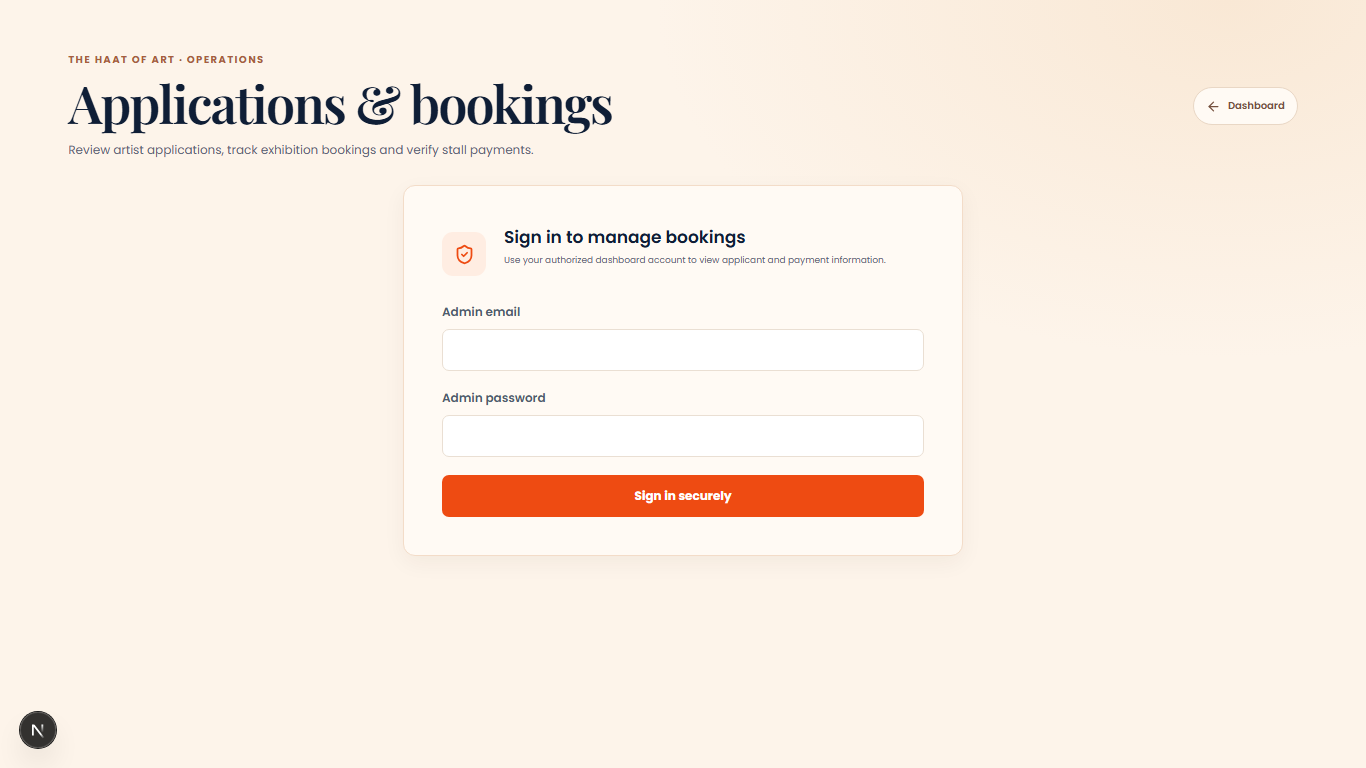 THE HAAT OF ART · OPERATIONS
Applications & bookings
Review artist applications, track exhibition bookings and verify stall payments.
← Dashboard
Sign in to manage bookings
Use your authorized dashboard account to view applicant and payment information.
Admin email
Admin password
Sign in securely
N